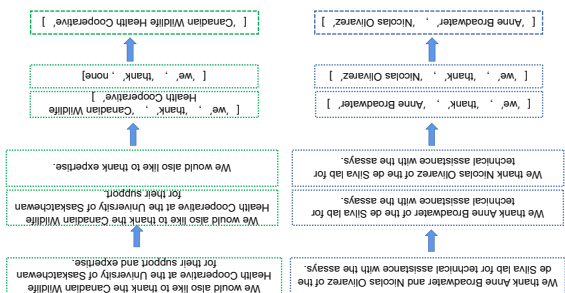 We thank Anne Broadwater and Nicolas Olivarez of the
de Silva lab for technical assistance with the assays.
We thank Anne Broadwater of the de Silva lab for
technical assistance with the assays.
We thank Nicolas Olivarez of the de Silva lab for
technical assistance with the assays.
[ 'we' , 'thank' , 'Anne Broadwater' ]
[ 'we' , 'thank' , 'Nicolas Olivarez' ]
[ 'Anne Broadwater' , 'Nicolas Olivarez' ]
We would also like to thank the Canadian Wildlife
Health Cooperative at the University of Saskatchewan
for their support and expertise.
We would also like to thank the Canadian Wildlife
Health Cooperative at the University of Saskatchewan
for their support.
We would also like to thank expertise.
[ 'we' , 'thank' , 'Canadian Wildlife
Health Cooperative' ]
[ 'we' , 'thank' , none]
[ 'Canadian Wildlife Health Cooperative' ]